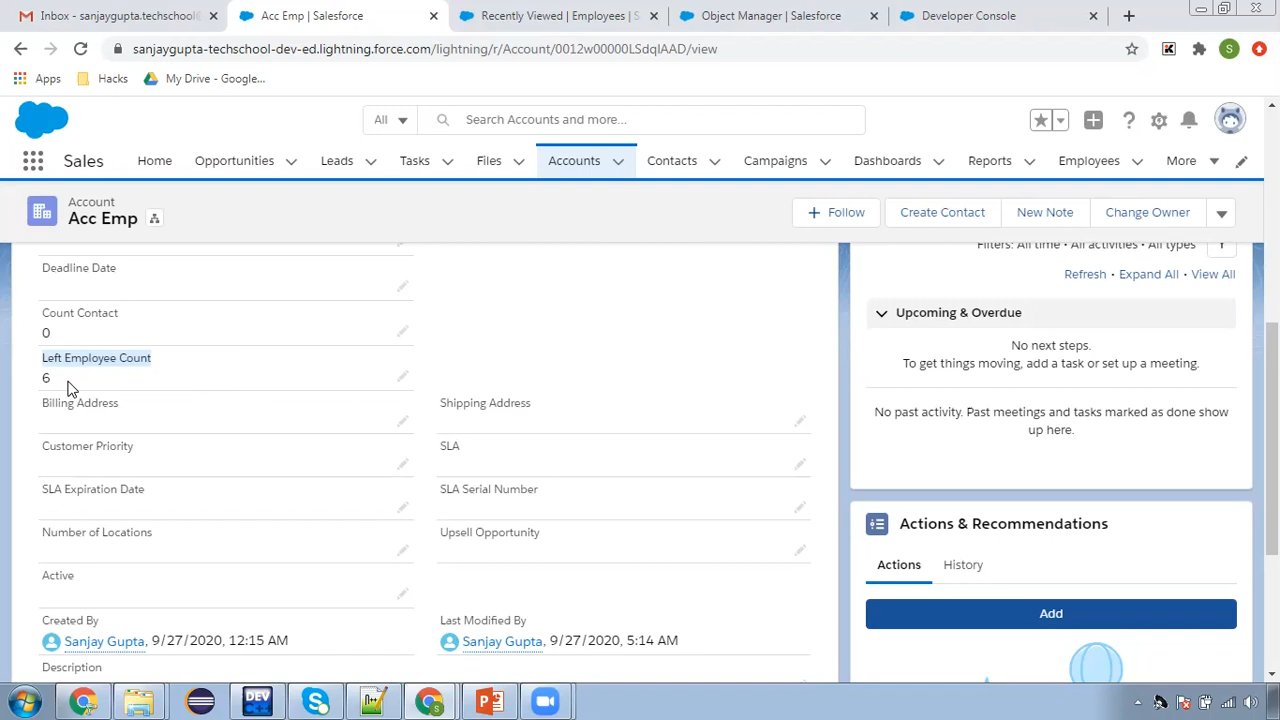 Inbox - sanjaygupta.techschool@
Acc Emp | Salesforce
Recently Viewed | Employees | S
Object Manager | Salesforce
Developer Console
sanjaygupta-techschool-dev-ed.lightning.force.com/lightning/r/Account/0012w00000LSdqlAAD/view
S
Apps
Hacks
My Drive - Google...
All
Search Accounts and more...
Sales
Home
Opportunities
Leads
Tasks
Files
Accounts
Contacts
Campaigns
Dashboards
Reports
Employees
More
Account
Acc Emp
Follow
Create Contact
New Note
Change Owner
Filters: All time • All activities • All types
Refresh • Expand All • View All
Deadline Date
Count Contact
0
Left Employee Count
6
Billing Address
Shipping Address
Customer Priority
SLA
SLA Expiration Date
SLA Serial Number
Number of Locations
Upsell Opportunity
Active
Created By
Sanjay Gupta, 9/27/2020, 12:15 AM
Last Modified By
Sanjay Gupta, 9/27/2020, 5:14 AM
Description
Upcoming & Overdue
No next steps.
To get things moving, add a task or set up a meeting.
No past activity. Past meetings and tasks marked as done show
up here.
Actions & Recommendations
Actions
History
Add
DEV